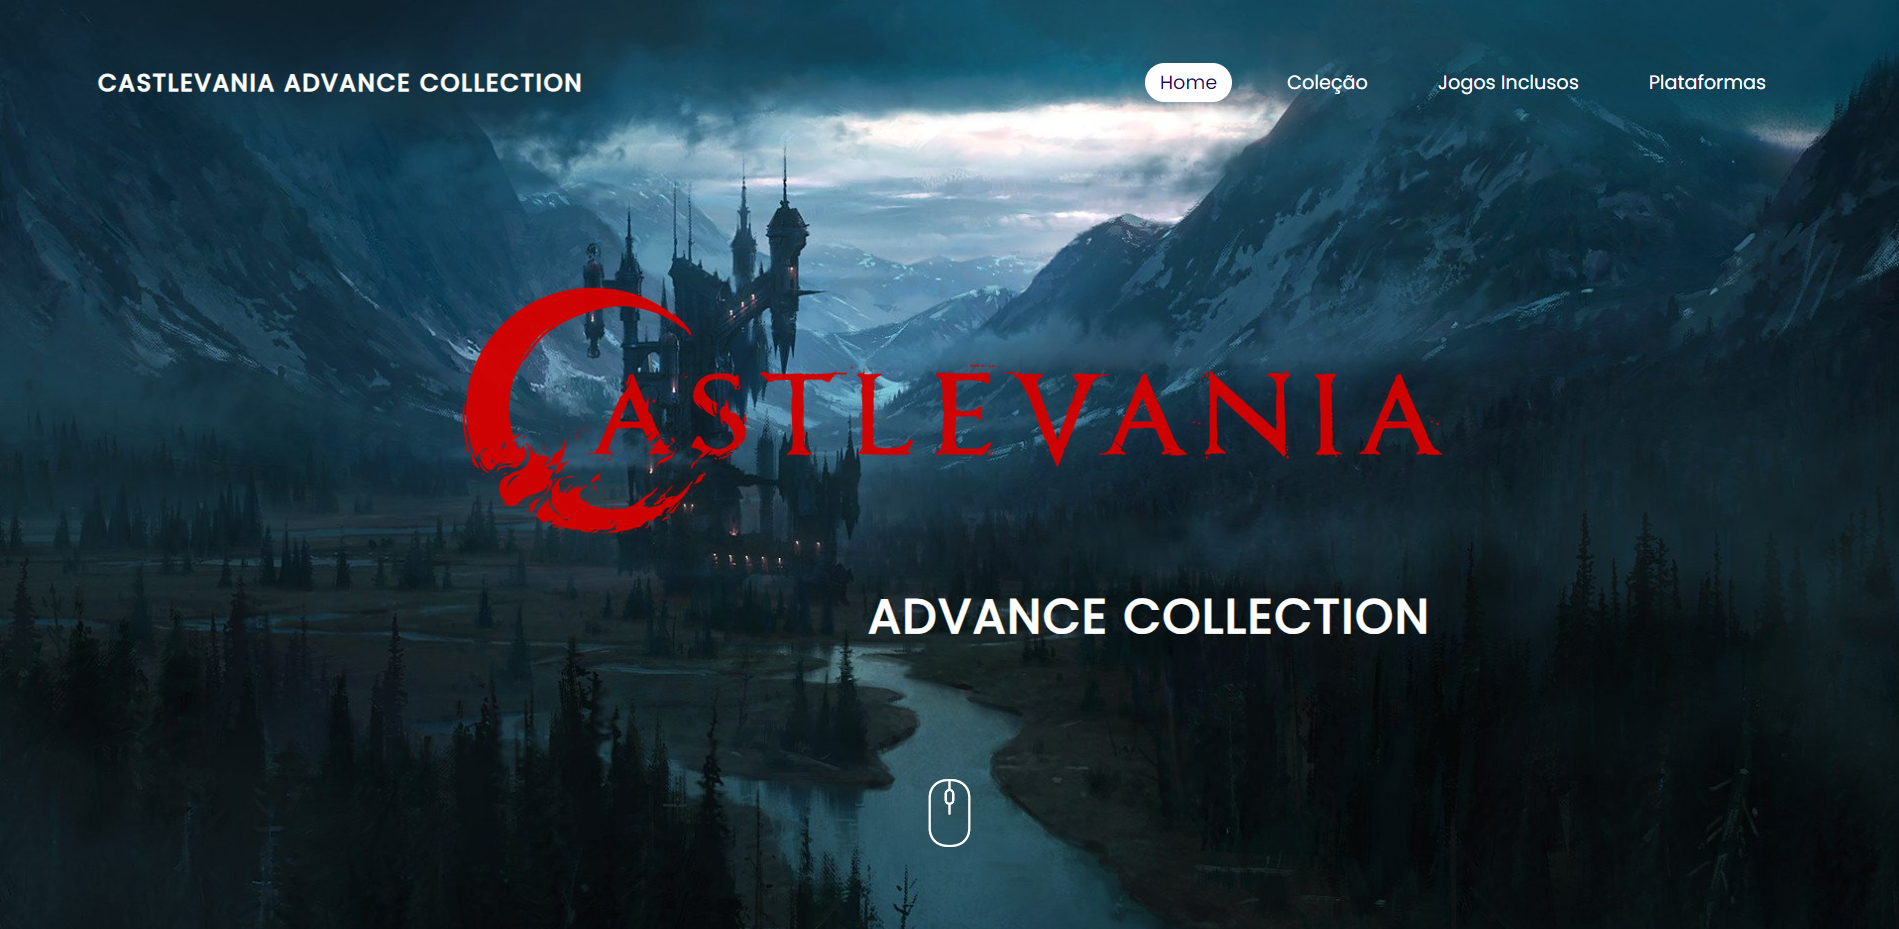 CASTLEVANIA ADVANCE COLLECTION
Home
Coleção
Jogos Inclusos
Plataformas
CASTLEVANIA
ADVANCE COLLECTION